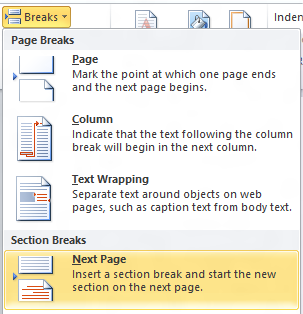 Breaks
Inden
Page Breaks
Page
Mark the point at which one page ends
and the next page begins.
Column
Indicate that the text following the column
break will begin in the next column.
Text Wrapping
Separate text around objects on web
pages, such as caption text from body text.
Section Breaks
Next Page
Insert a section break and start the new
section on the next page.